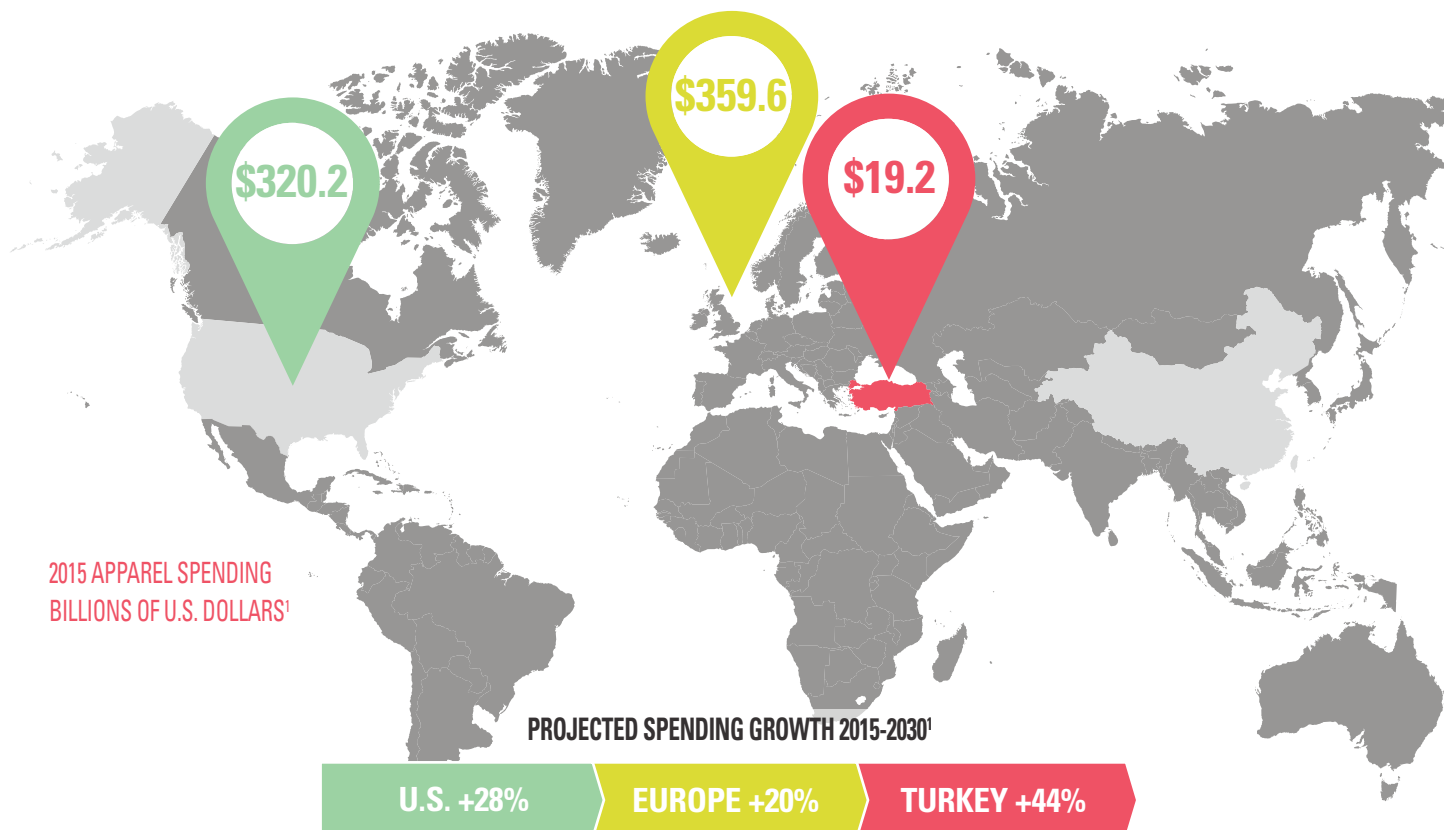 $359.6
$320.2
$19.2
2015 APPAREL SPENDING
BILLIONS OF U.S. DOLLARS¹
PROJECTED SPENDING GROWTH 2015-2030¹
U.S. +28%
EUROPE +20%
TURKEY +44%